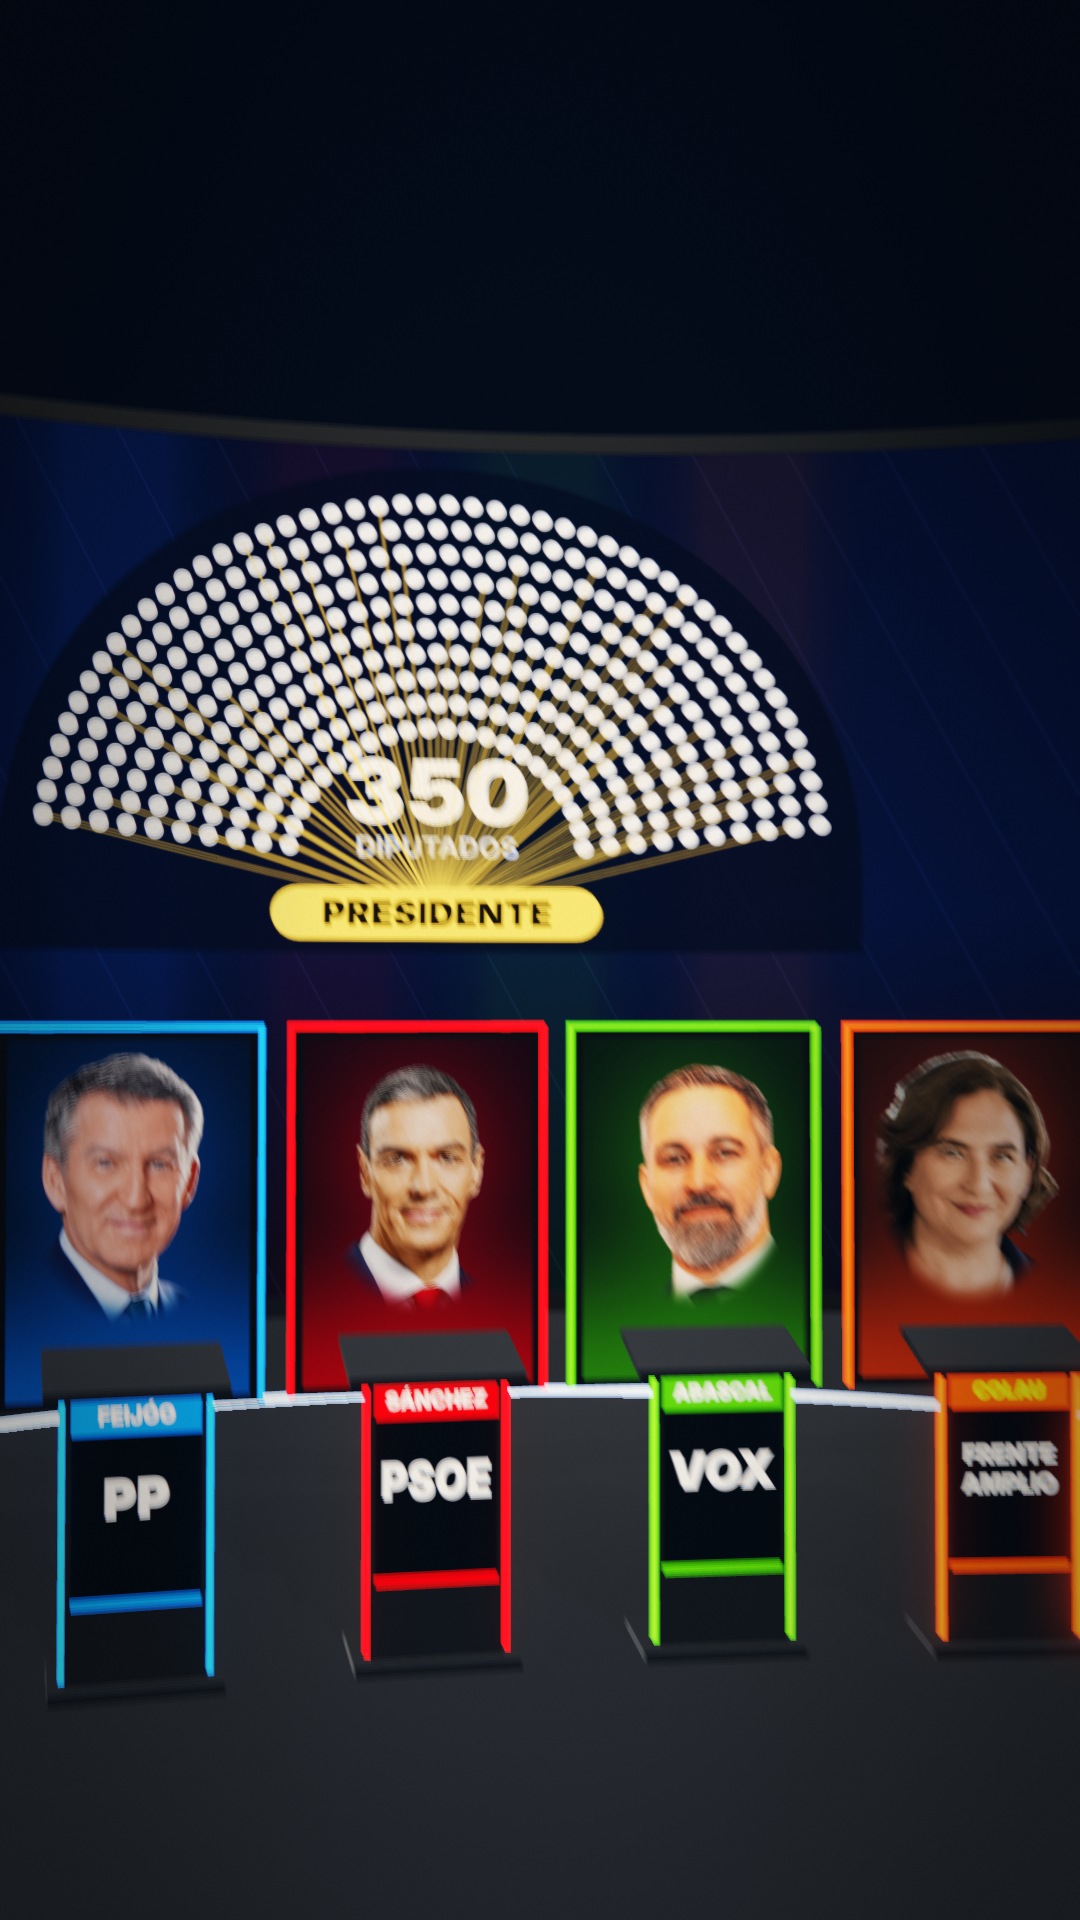 350
DIPUTADOS
PRESIDENTE
FEIJÓO
PP
SÁNCHEZ
PSOE
ABASCAL
VOX
COLAU
FRENTE
AMPLIO